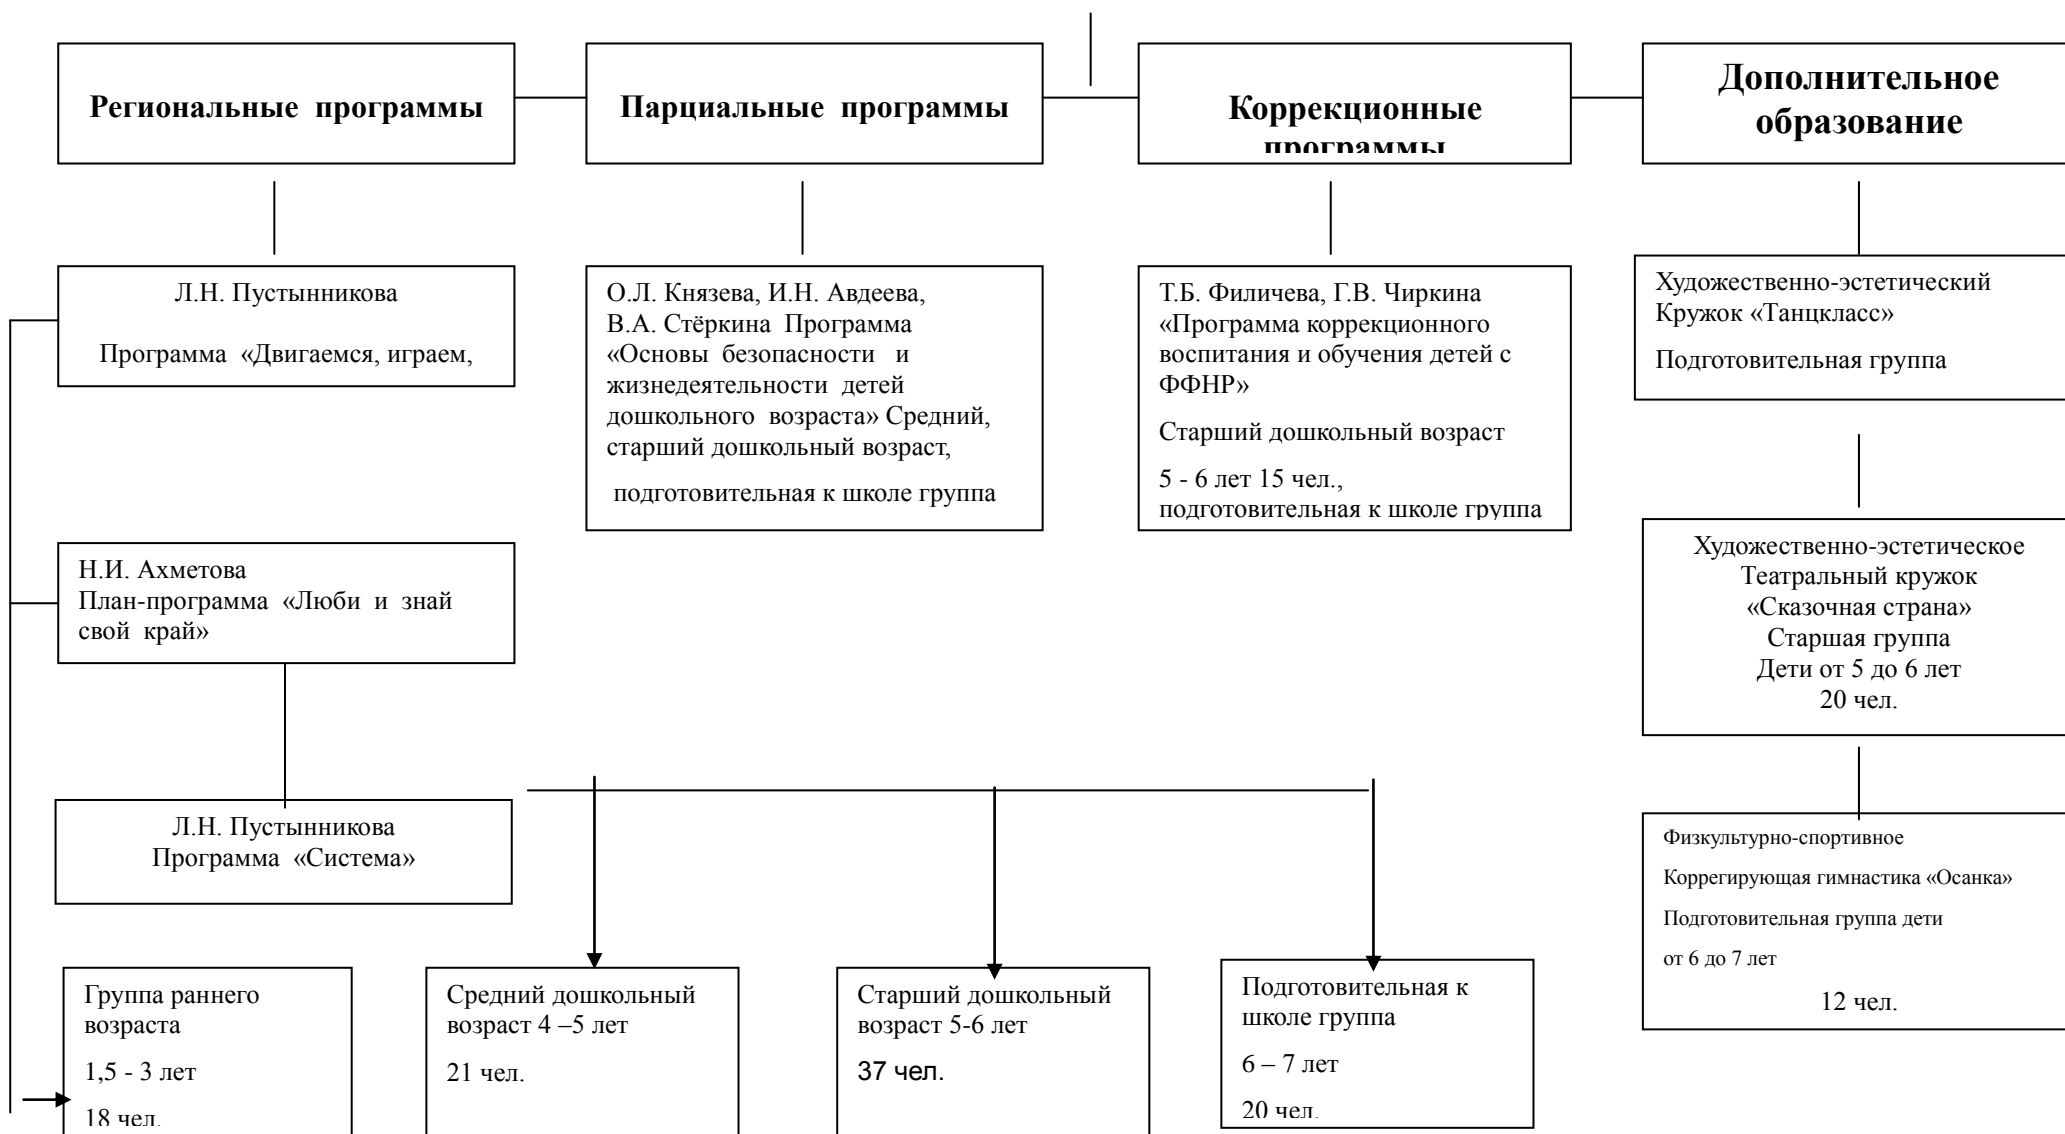 Региональные программы
Парциальные программы
Коррекционные
программы
Дополнительное
образование
Л.Н. Пустынникова
Программа «Двигаемся, играем,
О.Л. Князева, И.Н. Авдеева,
В.А. Стёркина Программа
«Основы безопасности и
жизнедеятельности детей
дошкольного возраста» Средний,
старший дошкольный возраст,
подготовительная к школе группа
Т.Б. Филичева, Г.В. Чиркина
«Программа коррекционного
воспитания и обучения детей с
ФФНР»
Старший дошкольный возраст
5 - 6 лет 15 чел.,
подготовительная к школе группа
Художественно-эстетический
Кружок «Танцкласс»
Подготовительная группа
Н.И. Ахметова
План-программа «Люби и знай
свой край»
Художественно-эстетическое
Театральный кружок
«Сказочная страна»
Старшая группа
Дети от 5 до 6 лет
20 чел.
Л.Н. Пустынникова
Программа «Система»
Физкультурно-спортивное
Коррегирующая гимнастика «Осанка»
Подготовительная группа дети
от 6 до 7 лет
12 чел.
Группа раннего
возраста
1,5 - 3 лет
18 чел.
Средний дошкольный
возраст 4 –5 лет
21 чел.
Старший дошкольный
возраст 5-6 лет
37 чел.
Подготовительная к
школе группа
6 – 7 лет
20 чел.